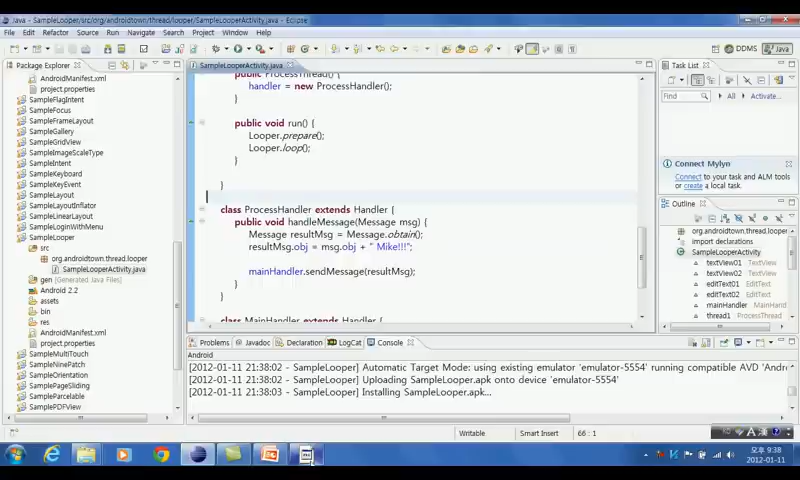 Java - SampleLooper/src/org/androidtown/thread/looper/SampleLooperActivity.java - Eclipse
File Edit Refactor Source Navigate Search Project Run Window Help
DDMS Java
Package Explorer
AndroidManifest.xml
project.properties
SampleFlagIntent
SampleFocus
SampleFrameLayout
SampleGallery
SampleGridView
SampleImageScaleType
SampleIntent
SampleKeyboard
SampleKeyEvent
SampleLayout
SampleLayoutInflator
SampleLinearLayout
SampleLoginWithMenu
SampleLooper
src
org.androidtown.thread.looper
SampleLooperActivity.java
gen [Generated Java Files]
Android 2.2
assets
bin
res
AndroidManifest.xml
project.properties
SampleMultiTouch
SampleNinePatch
SampleOrientation
SamplePageSliding
SamplePDFView
SampleLooperActivity.java
public ProcessThread() {
handler = new ProcessHandler();
}
public void run() {
Looper.prepare();
Looper.loop();
}
}
class ProcessHandler extends Handler {
public void handleMessage(Message msg) {
Message resultMsg = Message.obtain();
resultMsg.obj = msg.obj + " Mike!!!";
mainHandler.sendMessage(resultMsg);
}
}
class MainHandler extends Handler {
Task List
Find All Activate...
Connect Mylyn
Connect to your task and ALM tools
or create a local task.
Outline
org.androidtown.thread.looper
import declarations
SampleLooperActivity
textView01 : TextView
textView02 : TextView
editText01 : EditText
editText02 : EditText
mainHandler : MainHand
thread1 : ProcessThread
Problems Javadoc Declaration LogCat Console
Android
[2012-01-11 21:38:02 - SampleLooper] Automatic Target Mode: using existing emulator 'emulator-5554' running compatible AVD 'Andro
[2012-01-11 21:38:02 - SampleLooper] Uploading SampleLooper.apk onto device 'emulator-5554'
[2012-01-11 21:38:03 - SampleLooper] Installing SampleLooper.apk...
Writable Smart Insert 66 : 1
오후 9:38
2012-01-11